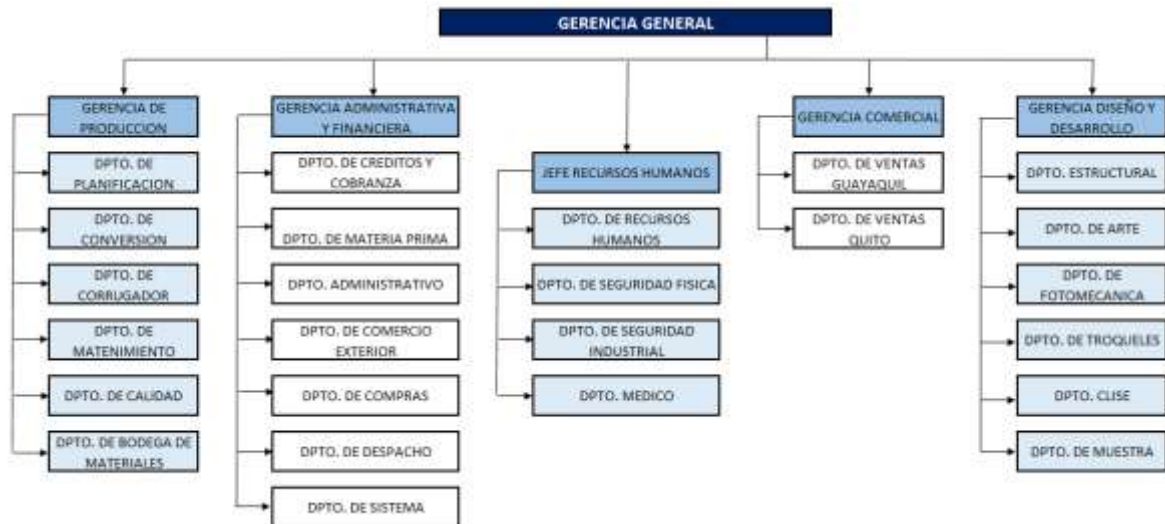 GERENCIA GENERAL
GERENCIA DE
PRODUCCION
DPTO. DE
PLANIFICACION
DPTO. DE
CONVERSION
DPTO. DE
CORRUGADOR
DPTO. DE
MATENIMIENTO
DPTO. DE CALIDAD
DPTO. DE BODEGA DE
MATERIALES
GERENCIA ADMINISTRATIVA
Y FINANCIERA
DPTO. DE CREDITOS Y
COBRANZA
DPTO. DE MATERIA PRIMA
DPTO. ADMINISTRATIVO
DPTO. DE COMERCIO
EXTERIOR
DPTO. DE COMPRAS
DPTO. DE DESPACHO
DPTO. DE SISTEMA
JEFE RECURSOS HUMANOS
DPTO. DE RECURSOS
HUMANOS
DPTO. DE SEGURIDAD FISICA
DPTO. DE SEGURIDAD
INDUSTRIAL
DPTO. MEDICO
GERENCIA COMERCIAL
DPTO. DE VENTAS
GUAYAQUIL
DPTO. DE VENTAS
QUITO
GERENCIA DISEÑO Y
DESARROLLO
DPTO. ESTRUCTURAL
DPTO. DE ARTE
DPTO. DE
FOTOMECANICA
DPTO. DE TROQUELES
DPTO. CLISE
DPTO. DE MUESTRA